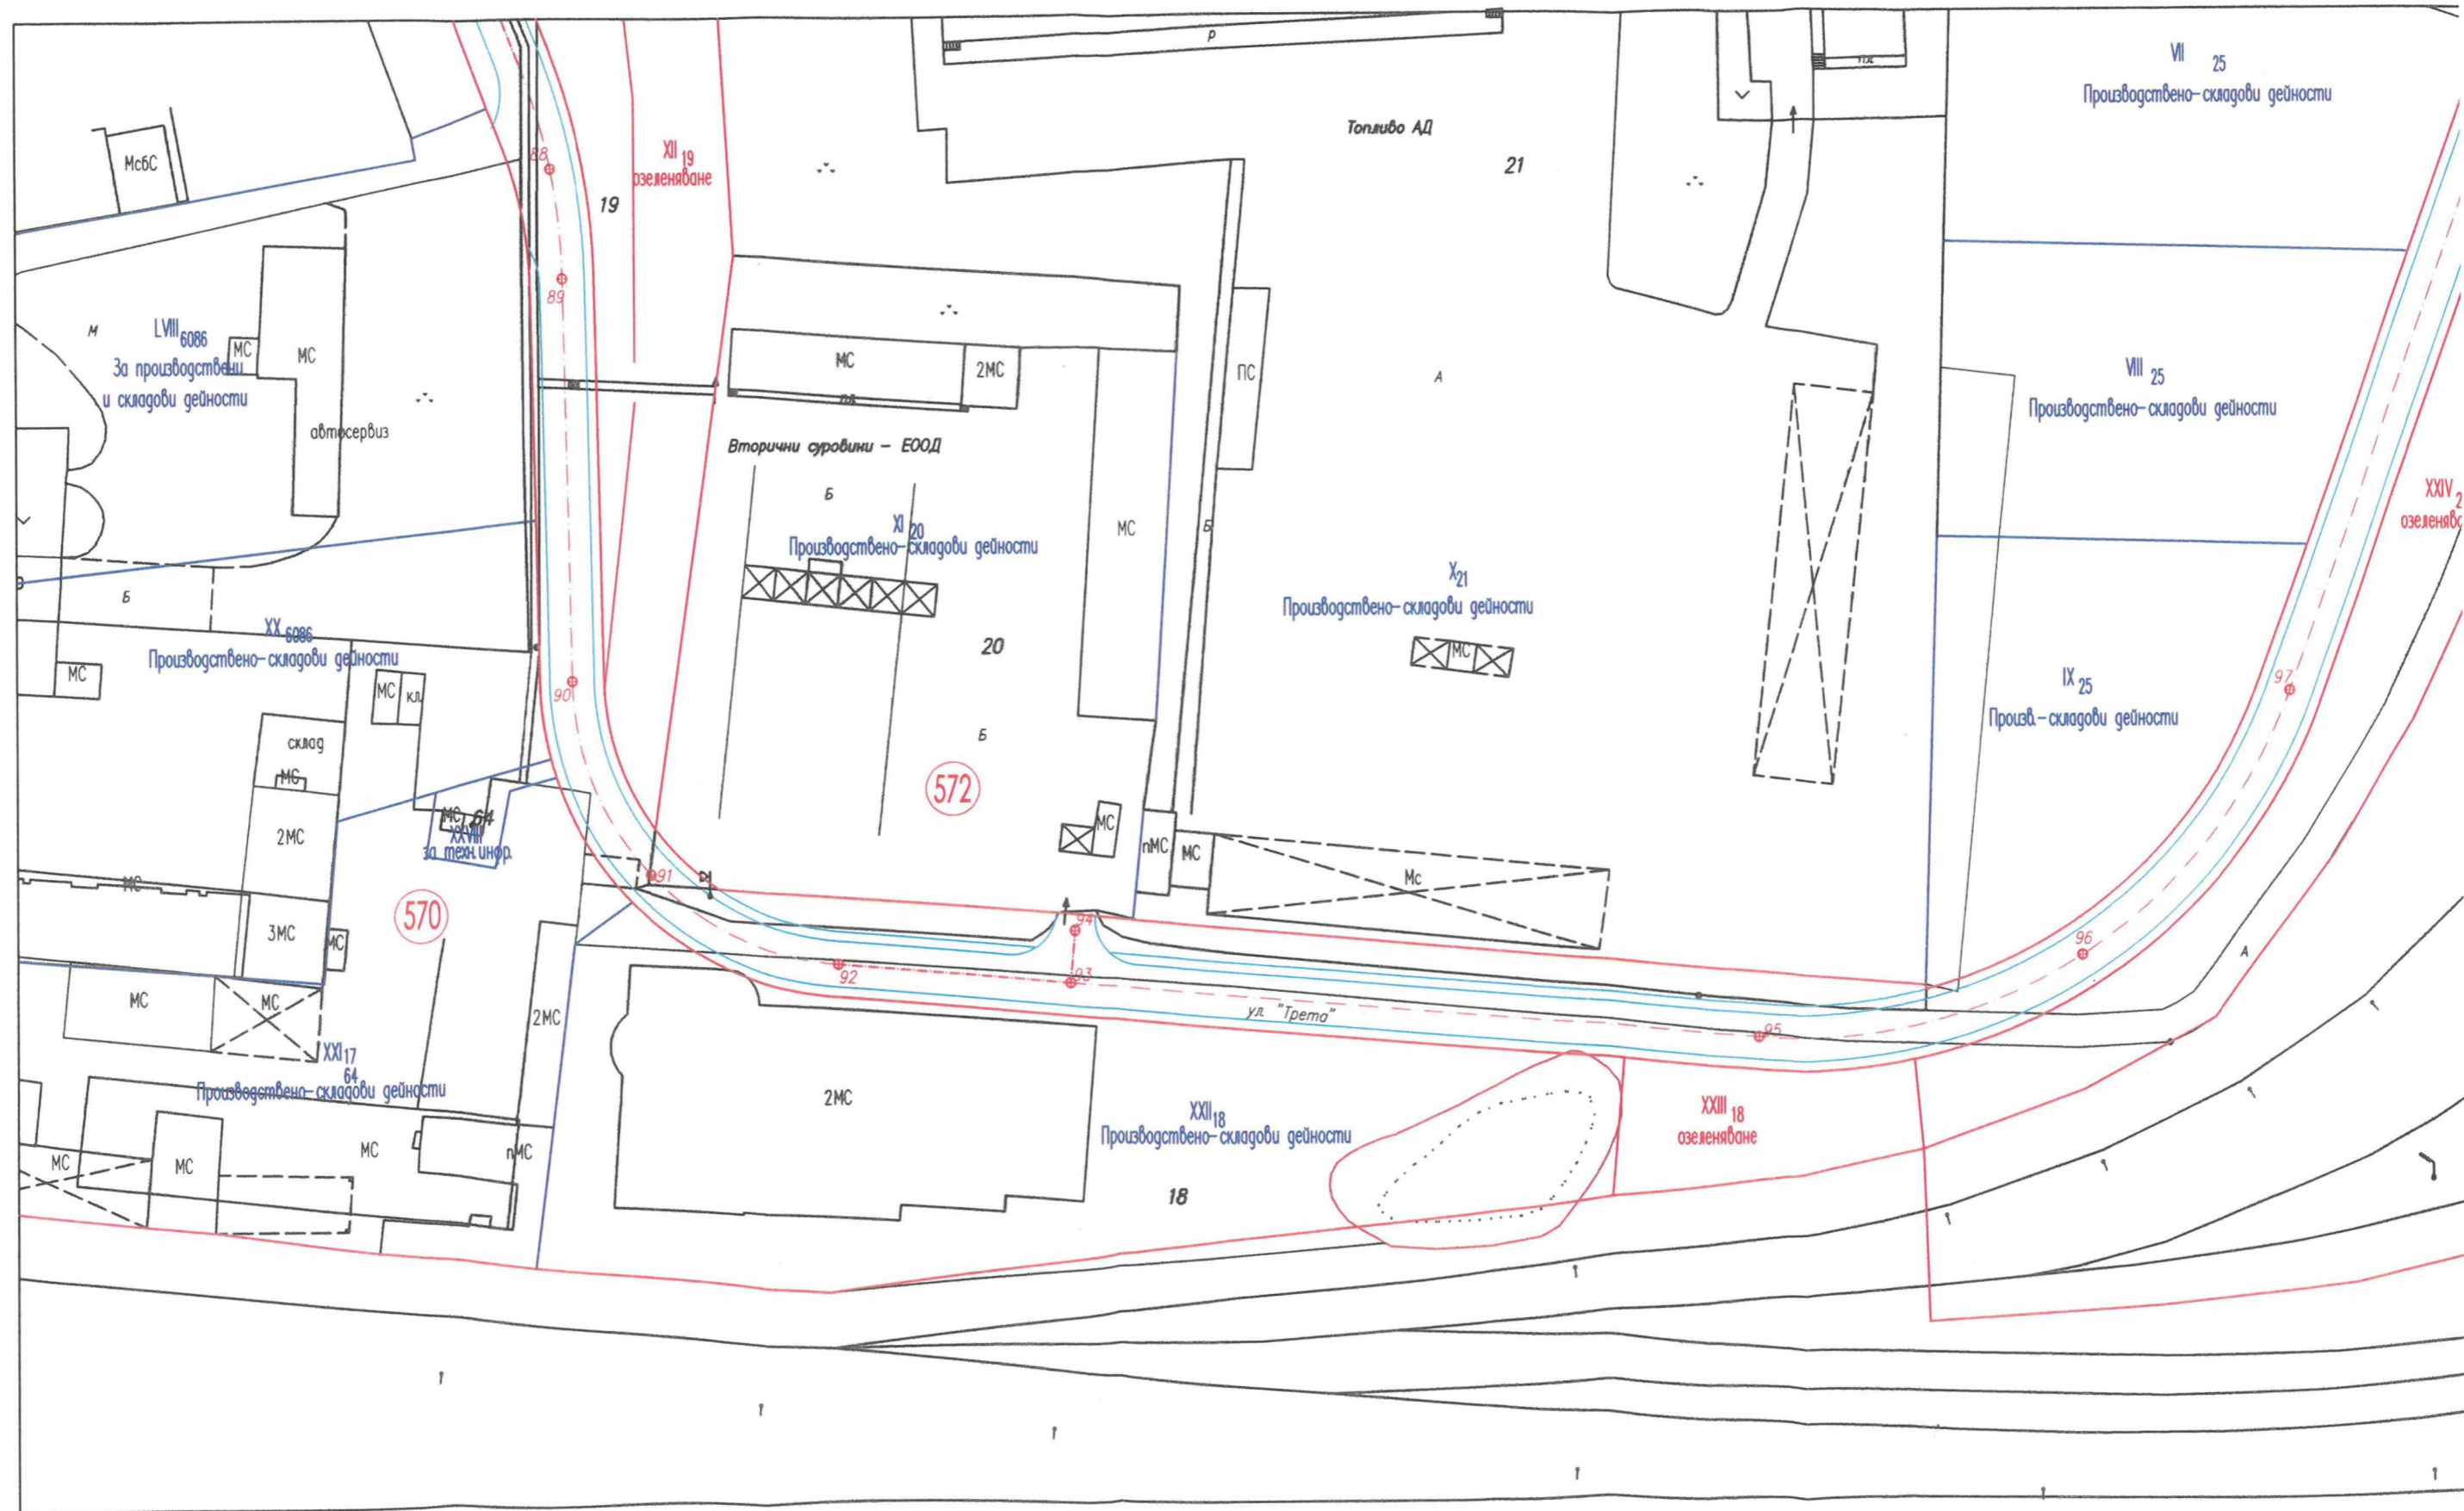 р
VII 25
Производствено-складови дейности
Топливо АД
21
МсбС
88
XII 19
озеленяване
19
89
М
LVIII 6086
За производствени
и складови дейности
МС
МС
автосервиз
МС
2МС
пл
ПС
А
VIII 25
Производствено-складови дейности
Вторични суровини – ЕООД
Б
XI 20
Производствено-складови дейности
МС
Б
XXIV 2
X 21
Производствено-складови дейности
Б
XX 6086
Производствено-складови дейности
МС
20
МС
МС
кл
90
97
IX 25
Произв.-складови дейности
склад
МС
Б
572
2МС
МС 64
XXVIII
за техн.инфр.
МС
пМС
МС
Мс
91
МС
570
3МС
МС
94
96
А
92
93
МС
МС
2МС
ул. "Трета"
95
XXI 17
64
Производствено-складови дейности
2МС
XXII 18
Производствено-складови дейности
XXIII 18
озеленяване
МС
МС
МС
пМС
18